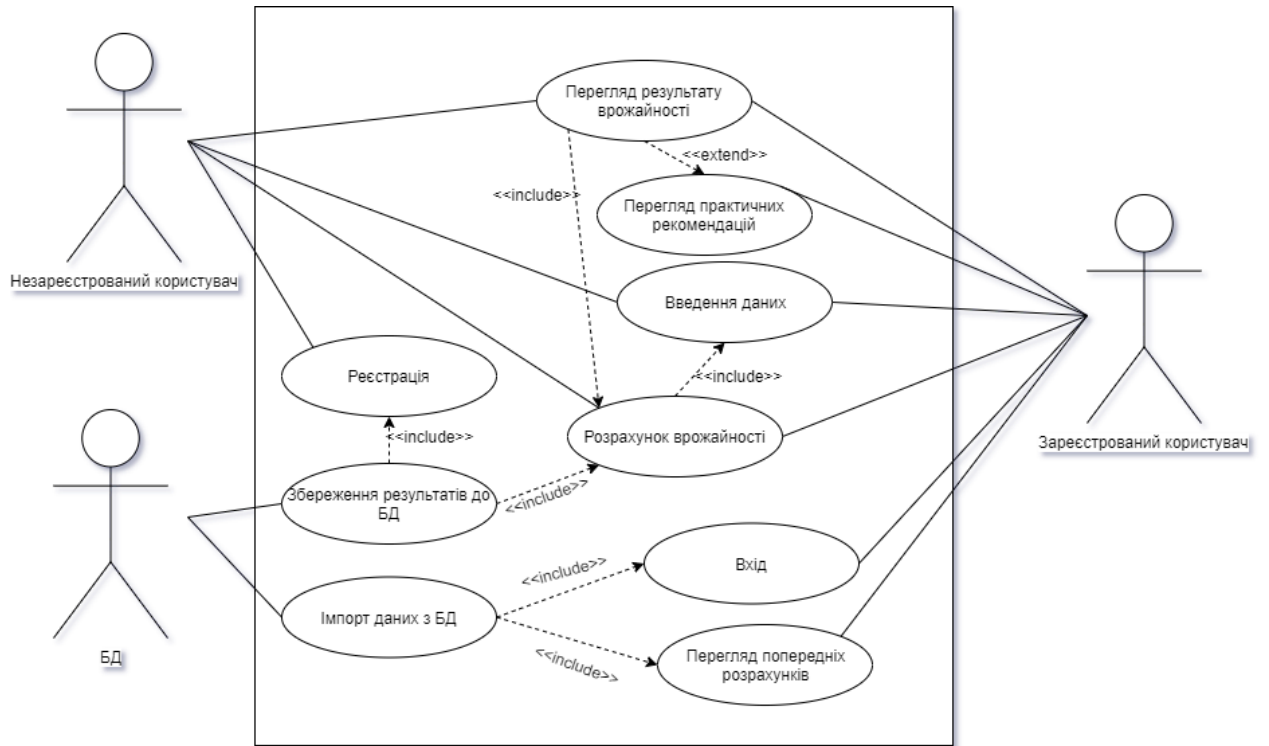 Перегляд результату
врожайності
<<extend>>
<<include>>
Перегляд практичних
рекомендацій
Незареєстрований користувач
Введення даних
Реєстрація
<<include>>
<<include>>
Розрахунок врожайності
Зареєстрований користувач
Збереження результатів до
БД
<<include>>
<<include>>
Вхід
Імпорт даних з БД
БД
<<include>>
Перегляд попередніх
розрахунків